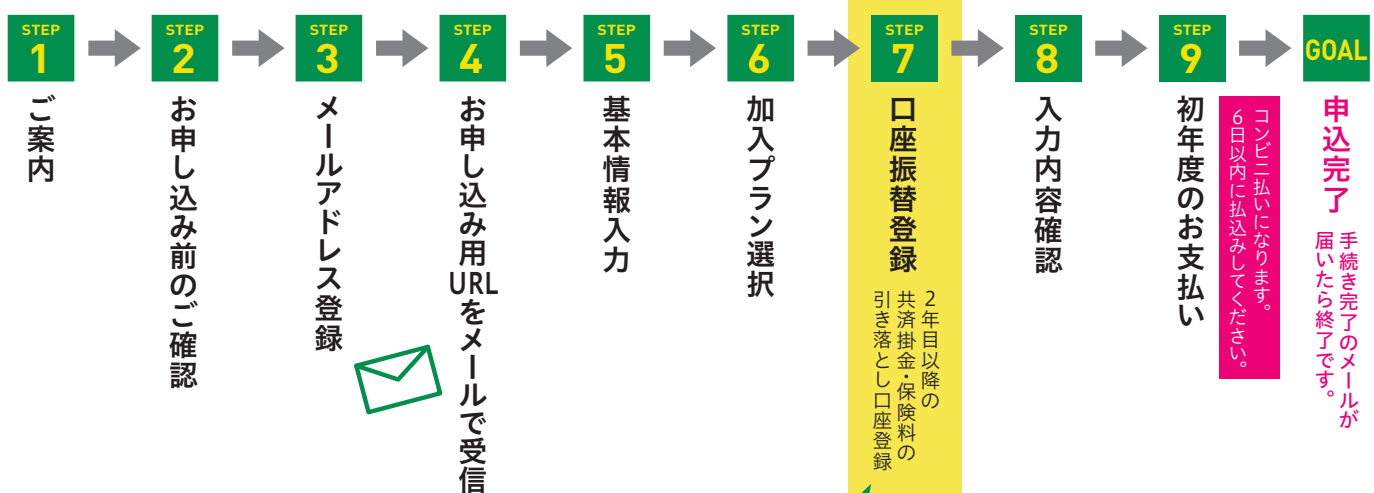 STEP
1
ご案内
STEP
2
お申し込み前のご確認
STEP
3
メールアドレス登録
STEP
4
お申し込み用URLをメールで受信
STEP
5
基本情報入力
STEP
6
加入プラン選択
STEP
7
口座振替登録
2年目以降の
共済掛金・保険料の
引き落とし口座登録
STEP
8
入力内容確認
STEP
9
初年度のお支払い
コンビニ払いになります。
6日以内に払込みしてください。
GOAL
申込完了
手続き完了のメールが
届いたら終了です。